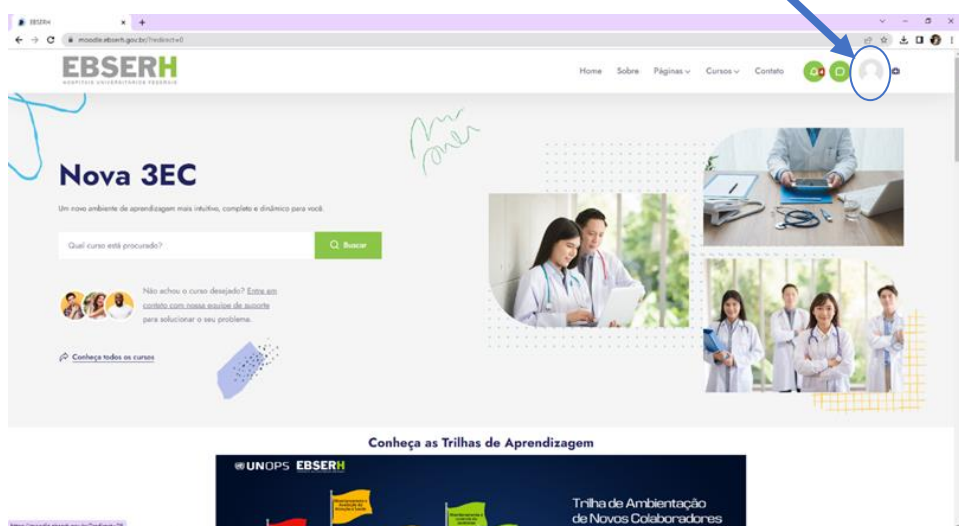 EBSERH
moodle.ebserh.gov.br/?redirect=0
EBSERH
HOSPITAIS UNIVERSITÁRIOS FEDERAIS
Home Sobre Páginas Cursos Contato
4
Nova 3EC
Um novo ambiente de aprendizagem mais intuitivo, completo e dinâmico para você.
Qual curso está procurado?
Buscar
Não achou o curso desejado? Entre em
contato com nossa equipe de suporte
para solucionar o seu problema.
Conheça todos os cursos
Conheça as Trilhas de Aprendizagem
UNOPS EBSERH
Trilha de Ambientação
de Novos Colaboradores